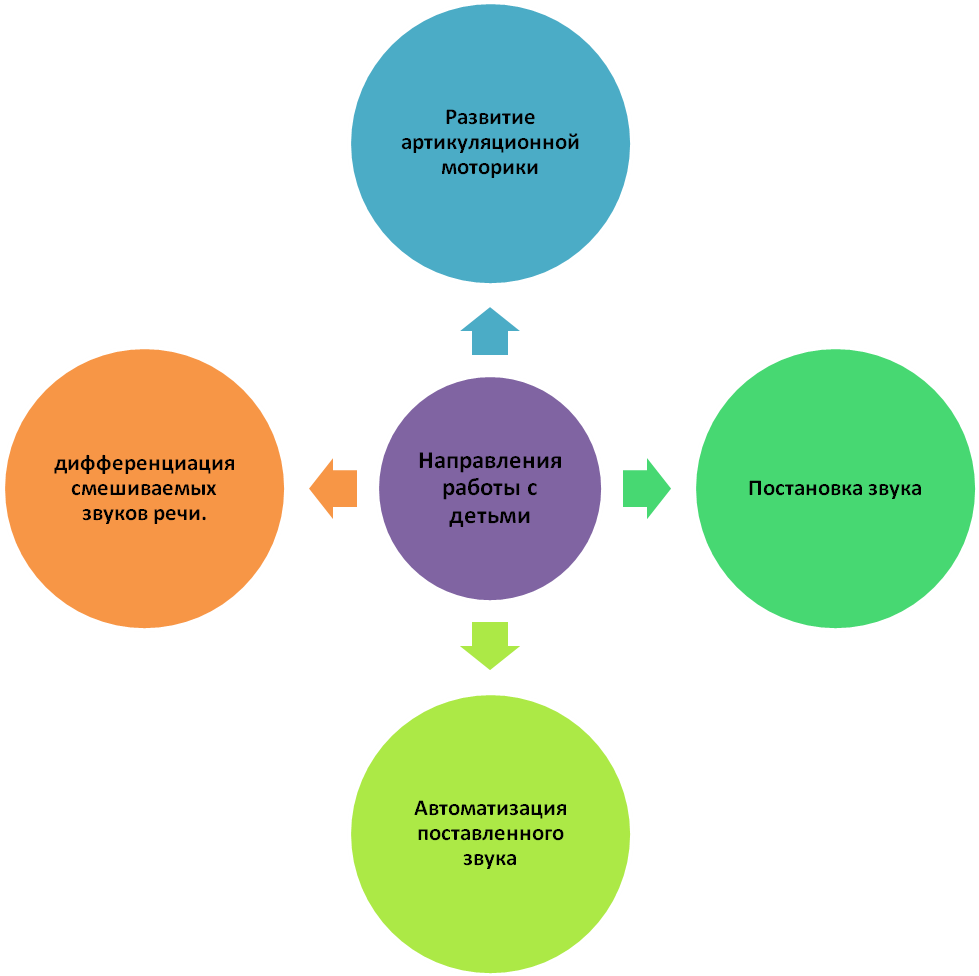 Развитие
артикуляционной
моторики
дифференциация
смешиваемых
звуков речи.
Направления
работы с
детьми
Постановка звука
Автоматизация
поставленного
звука